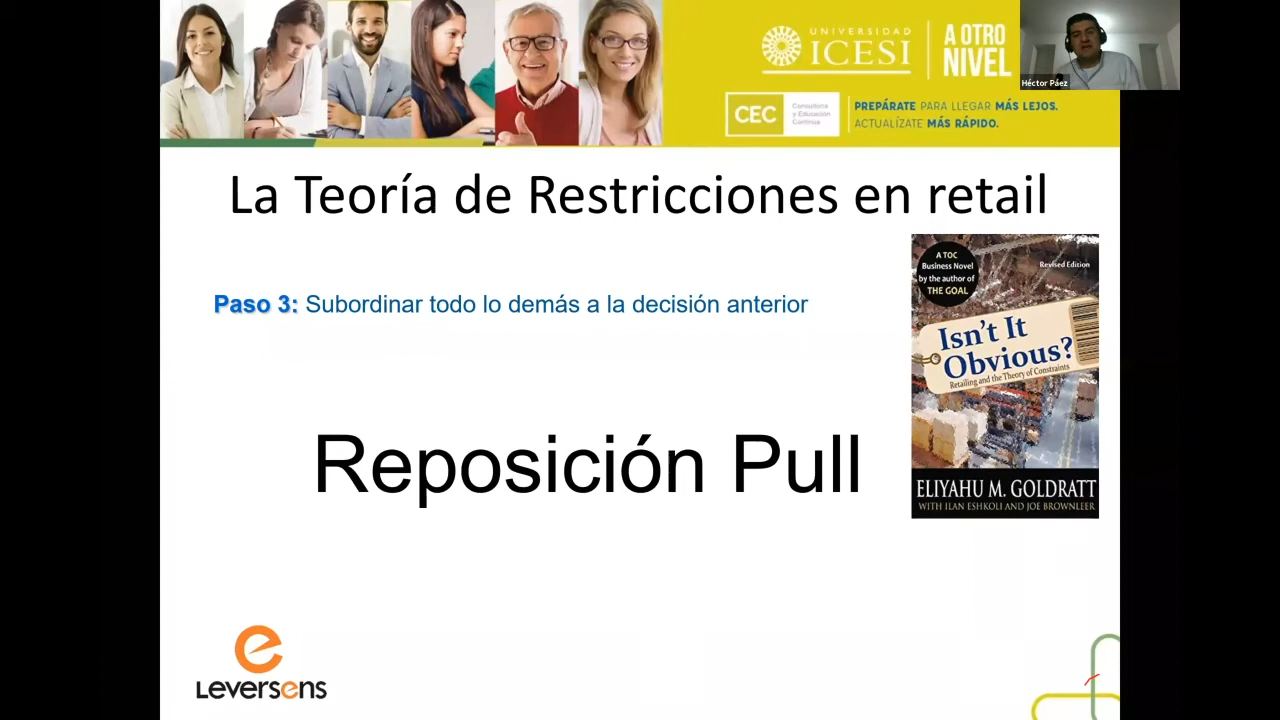 UNIVERSIDAD
ICESI
A OTRO
NIVEL
Héctor Páez
CEC
Consultoría
y Educación
Continua
PREPÁRATE PARA LLEGAR MÁS LEJOS.
ACTUALÍZATE MÁS RÁPIDO.
La Teoría de Restricciones en retail
Paso 3: Subordinar todo lo demás a la decisión anterior
Reposición Pull
A TOC
Business Novel
by the author of
THE GOAL
Revised Edition
Isn't It
Obvious?
Retailing and the Theory of Constraints
ELIYAHU M. GOLDRATT
WITH ILAN ESHKOLI AND JOE BROWNLEER
Leversens